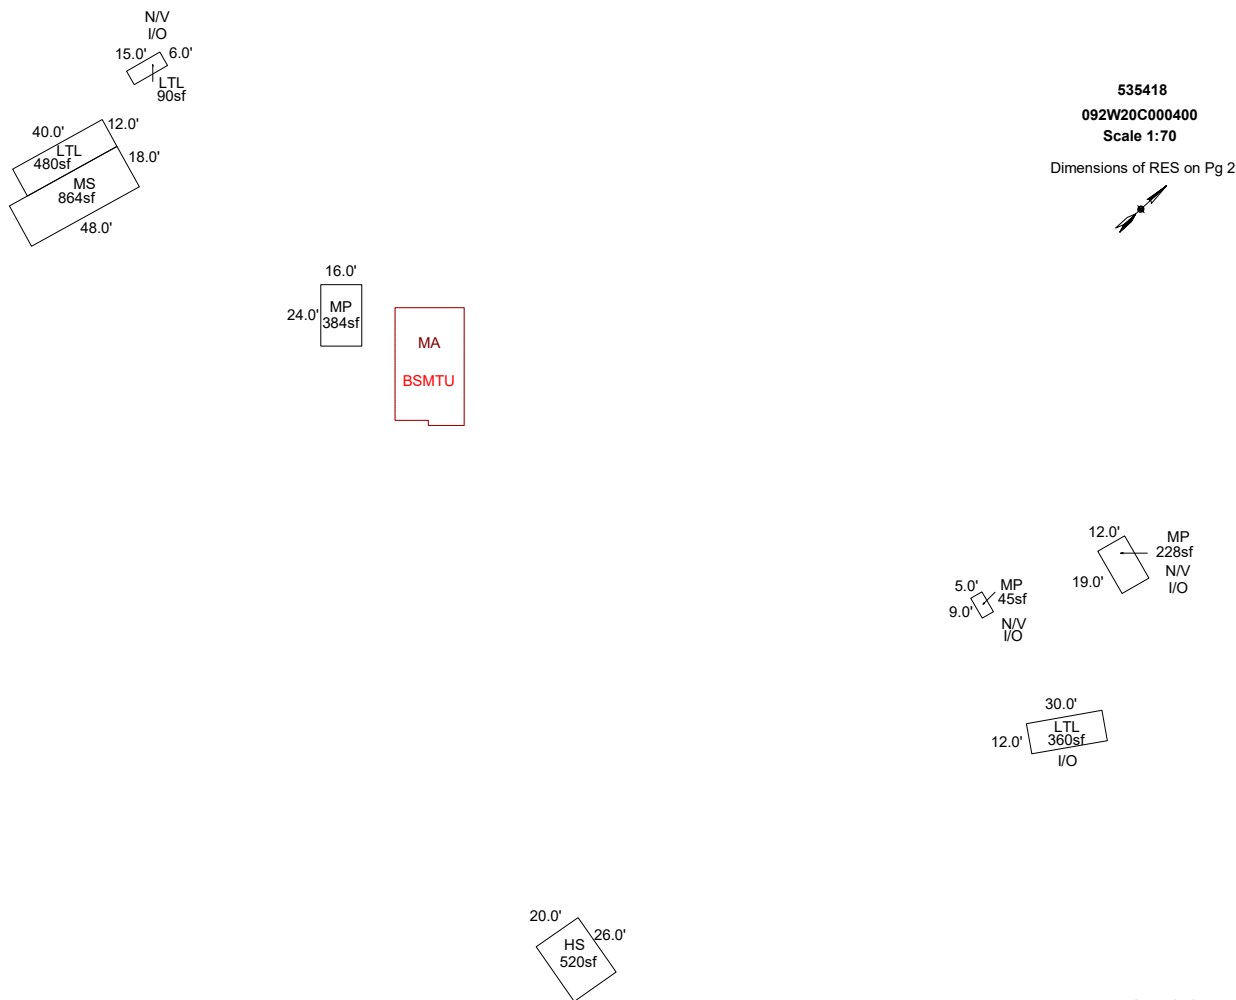 N/V
I/O
15.0'
6.0'
LTL
90sf
535418
092W20C000400
Scale 1:70
Dimensions of RES on Pg 2
40.0'
12.0'
LTL
480sf
18.0'
MS
864sf
48.0'
16.0'
24.0'
MP
384sf
MA
BSMTU
12.0'
MP
228sf
N/V
I/O
19.0'
5.0'
MP
45sf
9.0'
N/V
I/O
30.0'
LTL
360sf
12.0'
I/O
20.0'
26.0'
HS
520sf